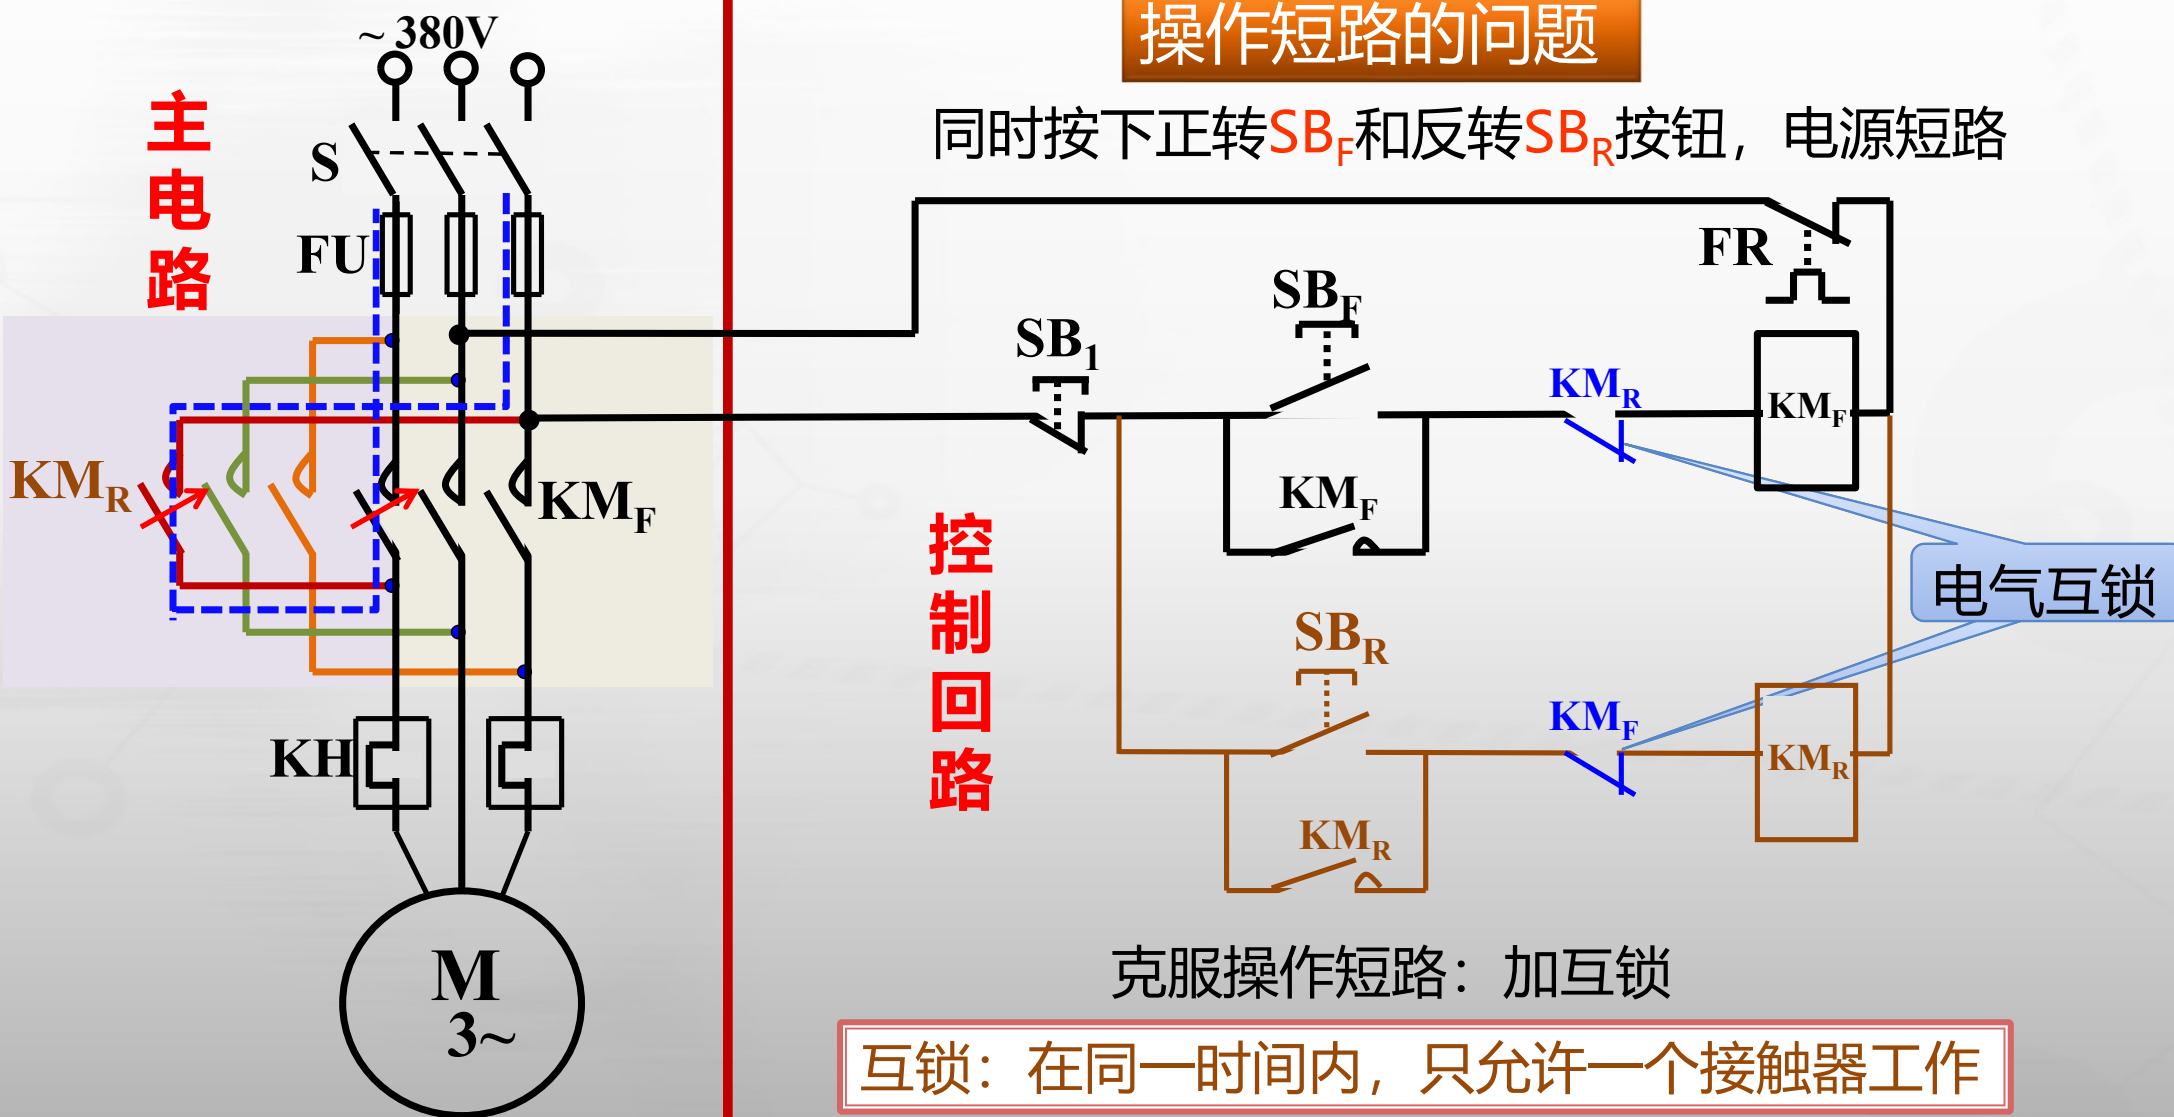 操作短路的问题
~380V
同时按下正转SBF和反转SBR按钮，电源短路
主电路
S
FU
FR
SBF
SB1
KMR
KMF
KMR
KMF
KMF
控制回路
电气互锁
SBR
KMF
KH
KMR
KMR
M
3~
克服操作短路：加互锁
互锁：在同一时间内，只允许一个接触器工作